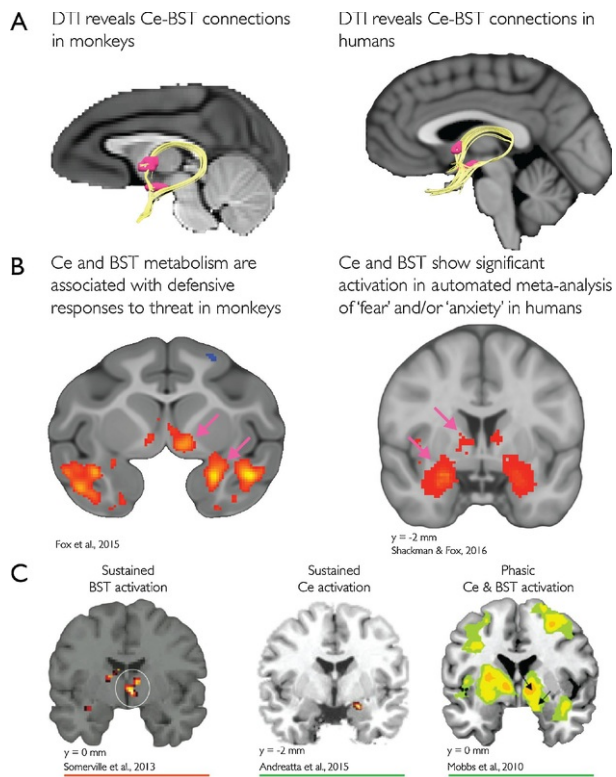 A
DTI reveals Ce-BST connections
in monkeys
DTI reveals Ce-BST connections in
humans
B
Ce and BST metabolism are
associated with defensive
responses to threat in monkeys
Ce and BST show significant
activation in automated meta-analysis
of 'fear' and/or 'anxiety' in humans
Fox et al., 2015
y = -2 mm
Shackman & Fox, 2016
C
Sustained
BST activation
Sustained
Ce activation
Phasic
Ce & BST activation
y = 0 mm
Somerville et al., 2013
y = -2 mm
Andreatta et al., 2015
y = 0 mm
Mobbs et al., 2010